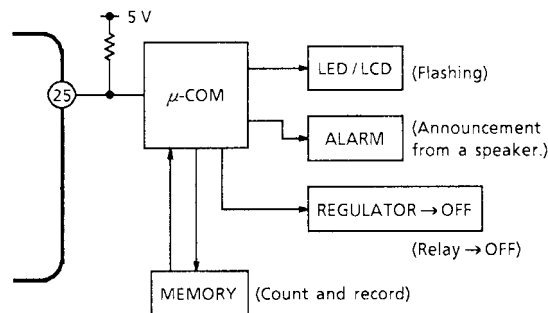 5 V
25
μ-COM
LED / LCD
(Flashing)
ALARM
(Announcement
from a speaker.)
REGULATOR → OFF
(Relay → OFF)
MEMORY
(Count and record)